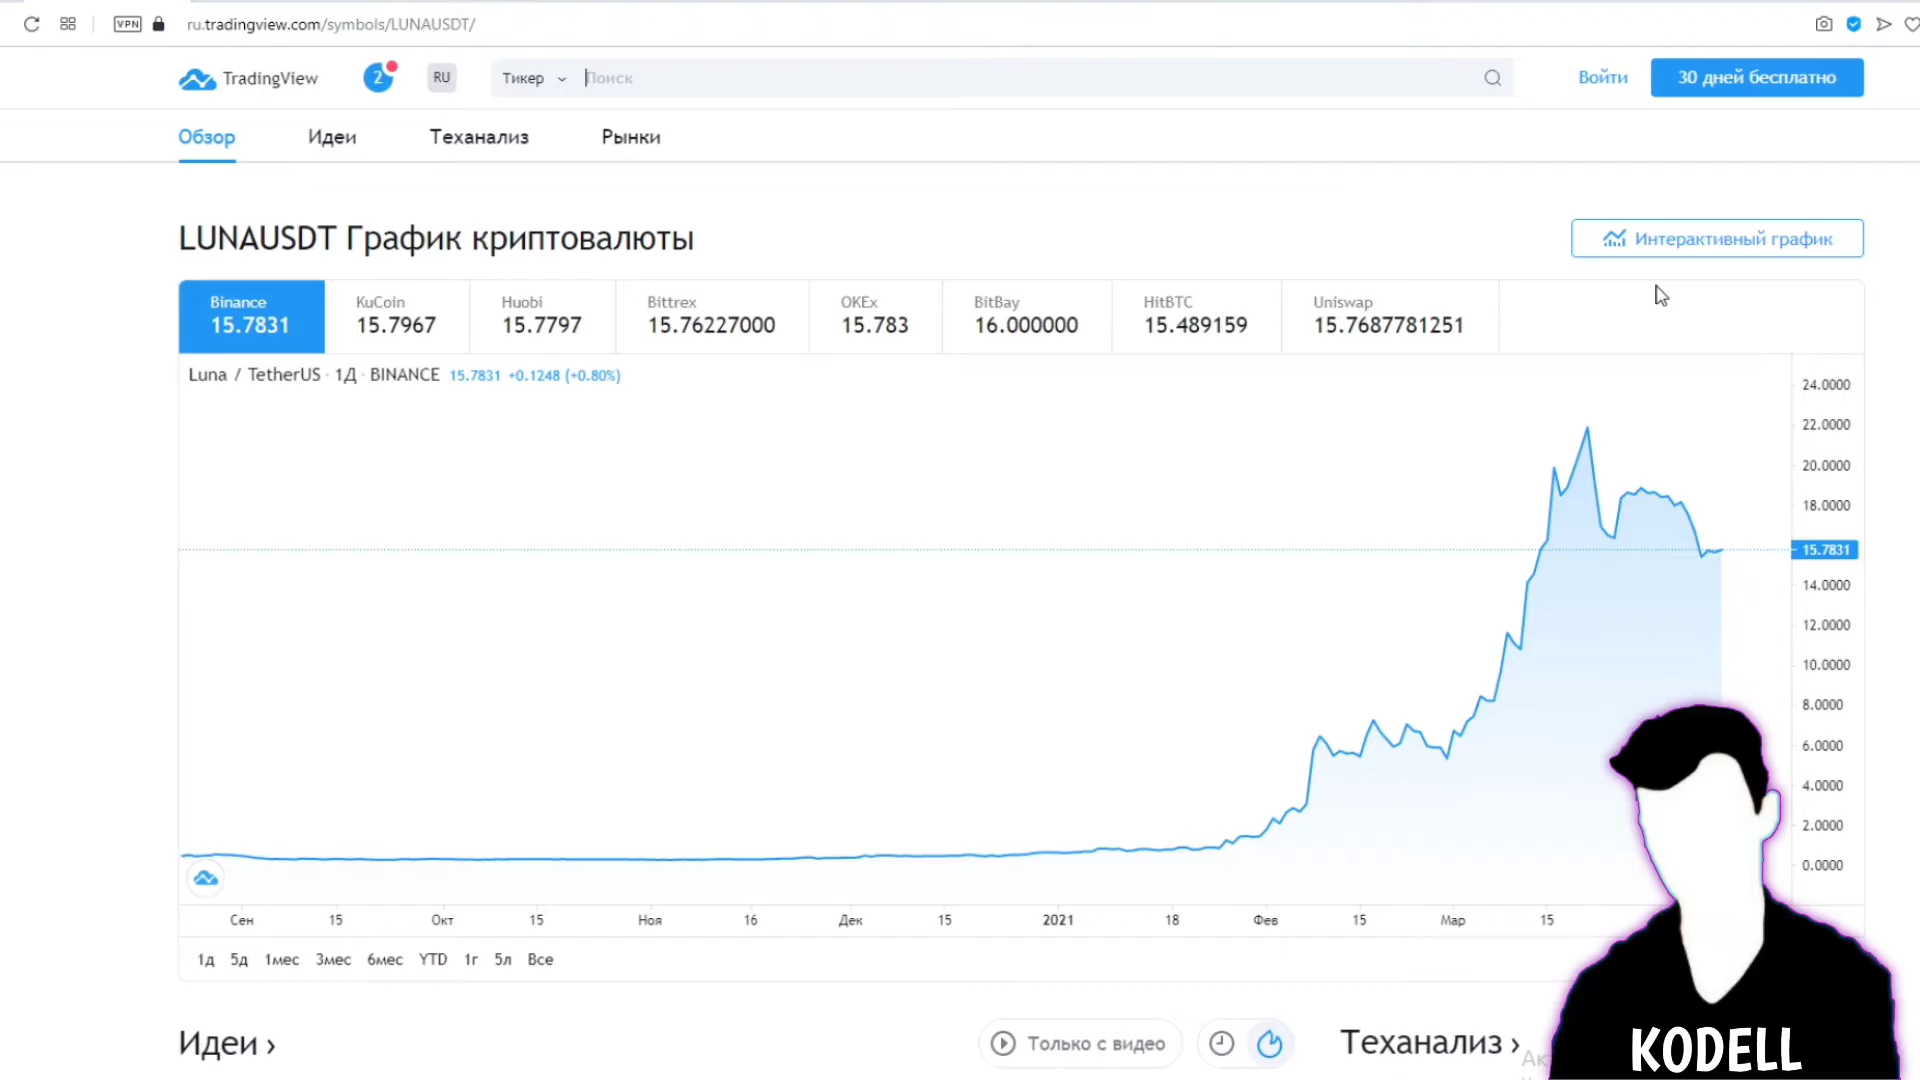 VPN
ru.tradingview.com/symbols/LUNAUSDT/
TradingView
2
RU
Тикер
Поиск
Войти
30 дней бесплатно
Обзор
Идеи
Теханализ
Рынки
LUNAUSDT График криптовалюты
Интерактивный график
Binance
15.7831
KuCoin
15.7967
Huobi
15.7797
Bittrex
15.76227000
OKEx
15.783
BitBay
16.000000
HitBTC
15.489159
Uniswap
15.7687781251
Luna / TetherUS · 1Д · BINANCE 15.7831 +0.1248 (+0.80%)
24.0000
22.0000
20.0000
18.0000
15.7831
14.0000
12.0000
10.0000
8.0000
6.0000
4.0000
2.0000
0.0000
Сен 15 Окт 15 Ноя 16 Дек 15 2021 18 Фев 15 Мар 15
1д 5д 1мес 3мес 6мес YTD 1г 5л Все
Идеи ›
Только с видео
Теханализ ›
KODELL